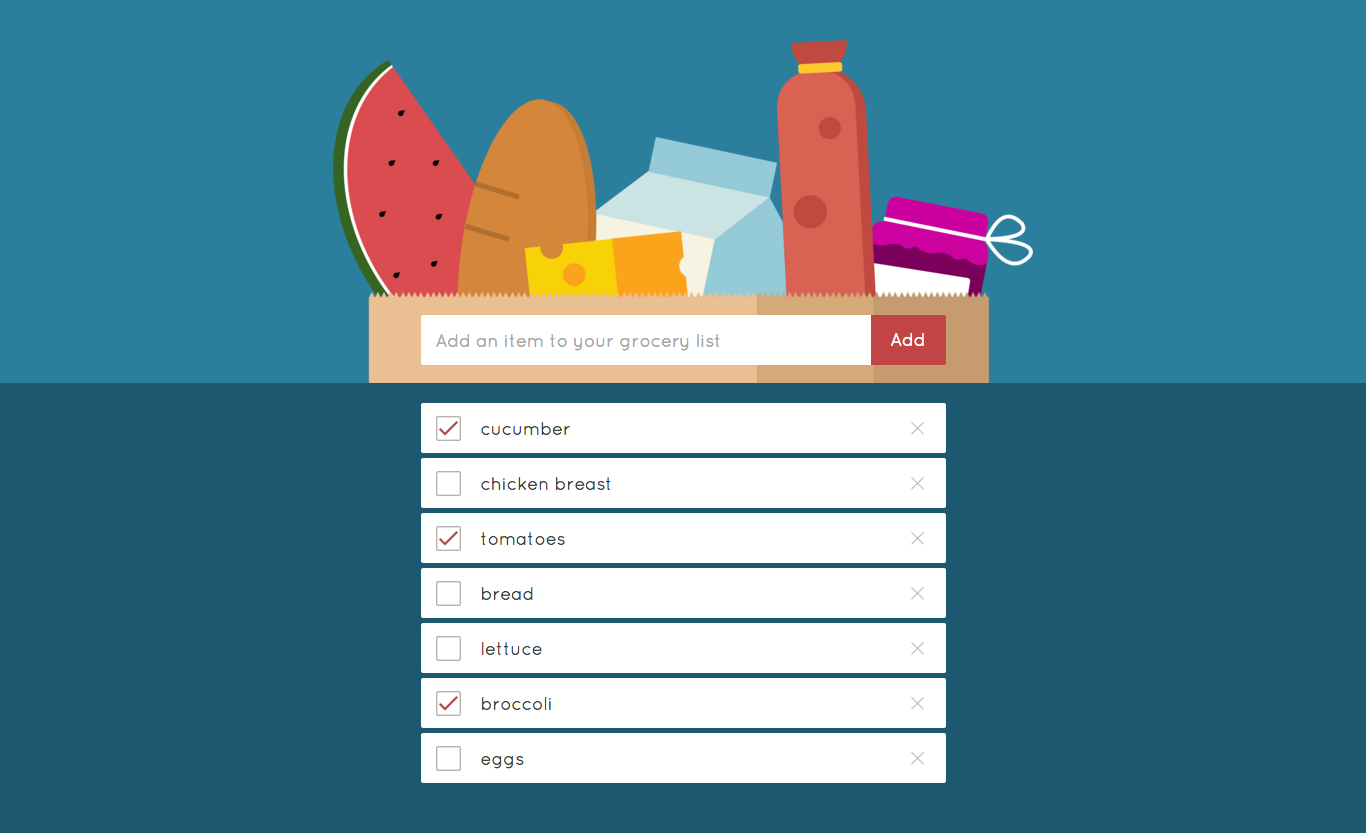 Add an item to your grocery list
Add
cucumber
chicken breast
tomatoes
bread
lettuce
broccoli
eggs